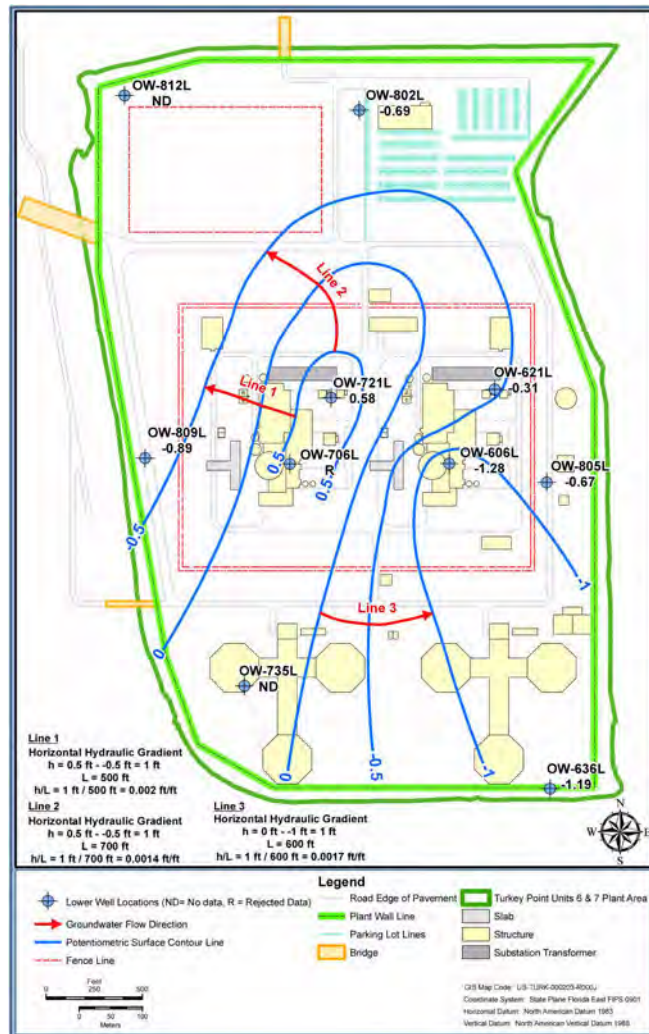 OW-812L
ND
OW-802L
-0.69
Line 2
OW-721L
0.58
OW-621L
-0.31
Line 1
OW-809L
-0.89
OW-706L
R
OW-606L
-1.28
OW-805L
-0.67
0.5
0.5
-0.5
-1
Line 3
0
OW-735L
ND
0
-0.5
-1
OW-636L
-1.19
Line 1
Horizontal Hydraulic Gradient
h = 0.5 ft - -0.5 ft = 1 ft
L = 500 ft
h/L = 1 ft / 500 ft = 0.002 ft/ft
Line 2
Horizontal Hydraulic Gradient
h = 0.5 ft - -0.5 ft = 1 ft
L = 700 ft
h/L = 1 ft / 700 ft = 0.0014 ft/ft
Line 3
Horizontal Hydraulic Gradient
h = 0 ft - -1 ft = 1 ft
L = 600 ft
h/L = 1 ft / 600 ft = 0.0017 ft/ft
N
W E
S
Legend
Lower Well Locations (ND= No data, R = Rejected Data)
Groundwater Flow Direction
Potentiometric Surface Contour Line
Fence Line
Road Edge of Pavement
Plant Wall Line
Parking Lot Lines
Bridge
Turkey Point Units 6 & 7 Plant Area
Slab
Structure
Substation Transformer
Feet
0 250 500
0 50 100
Meters
GIS Map Code:
Coordinate System: State Plane Florida East FIPS 0901
Horizontal Datum: North American Datum 1983
Vertical Datum: North American Vertical Datum 1988